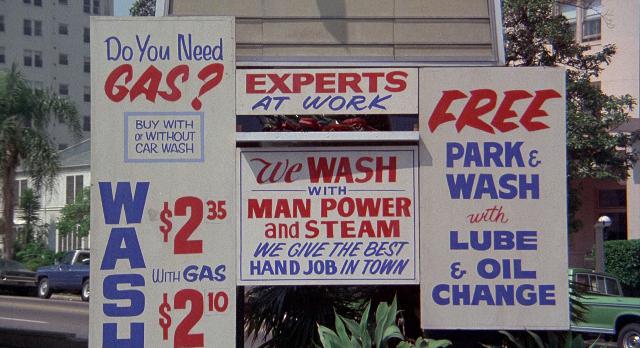 Do You Need
GAS?
BUY WITH
or WITHOUT
CAR WASH
WASH
$2.35
WITH GAS
$2.10
EXPERTS
AT WORK
We WASH
WITH
MAN POWER
and STEAM
WE GIVE THE BEST
HAND JOB IN TOWN
FREE
PARK &
WASH
with
LUBE
& OIL
CHANGE